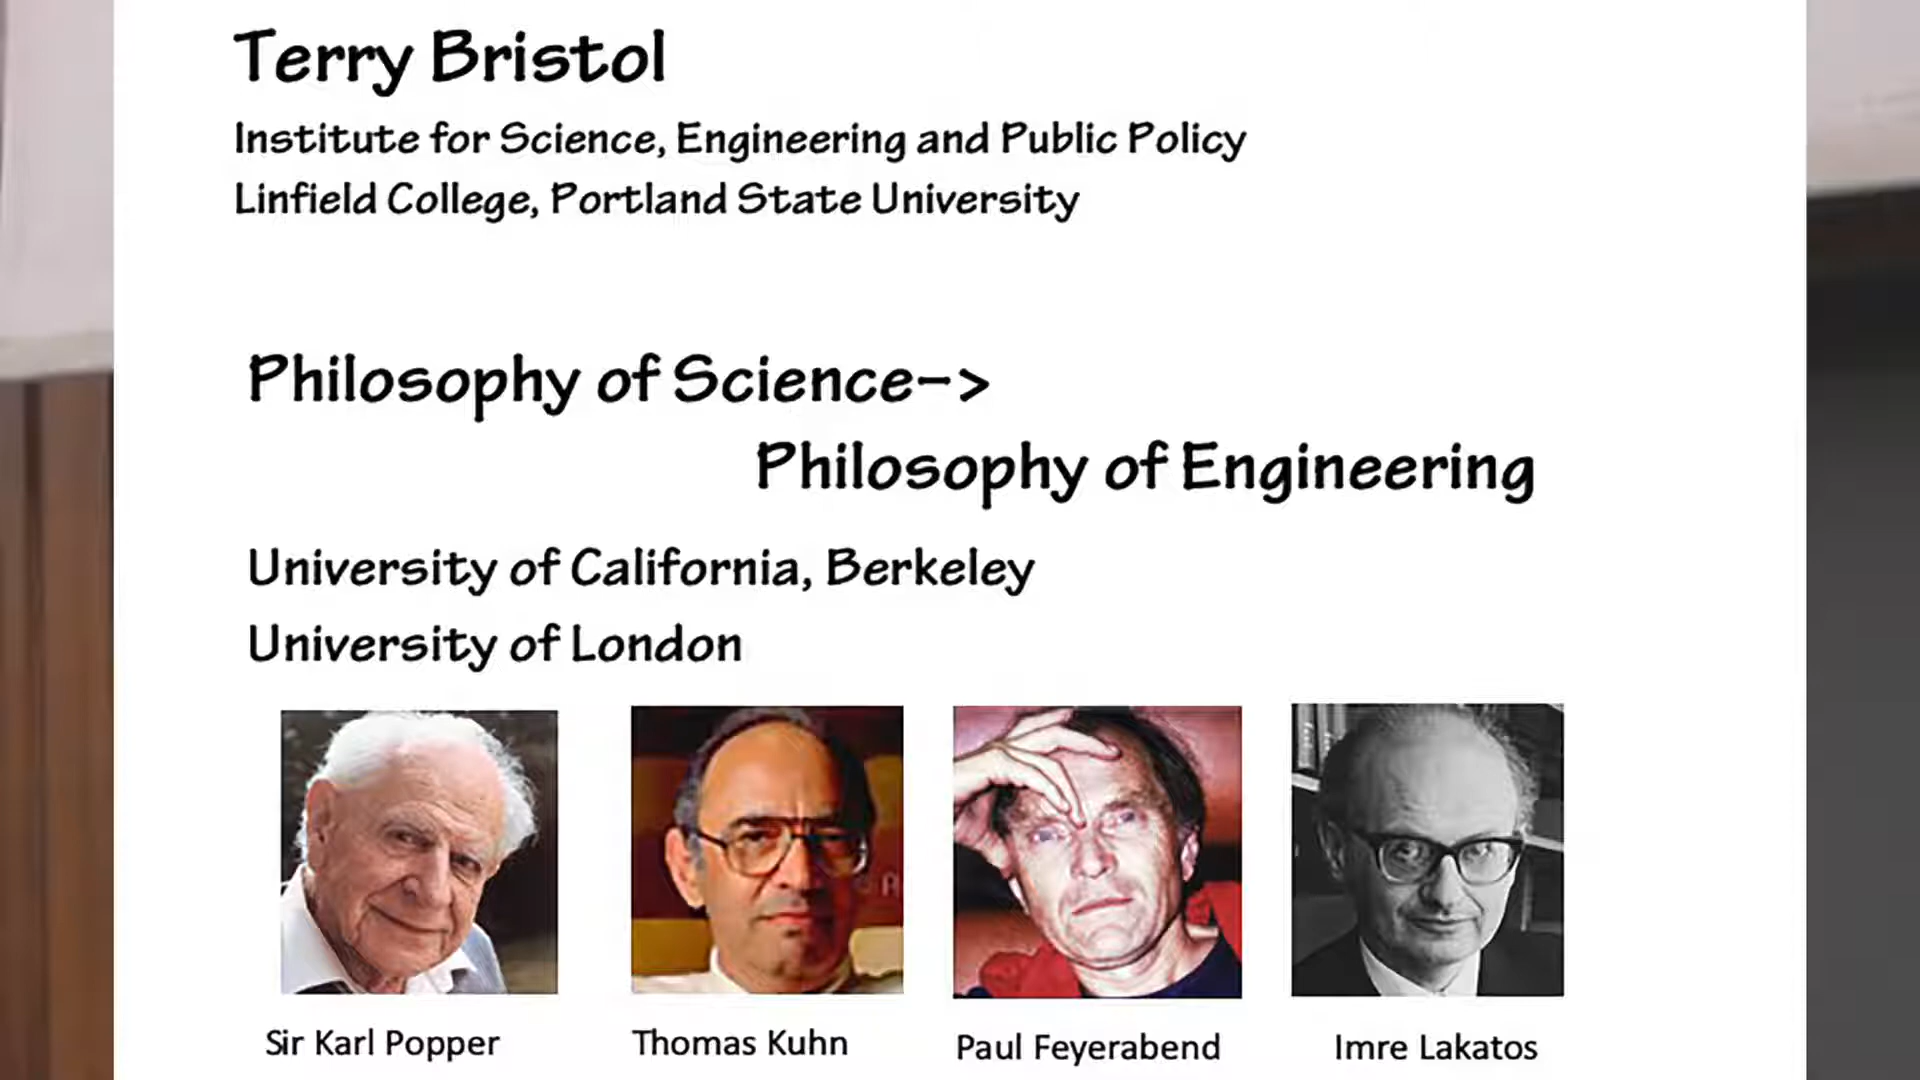 Terry Bristol
Institute for Science, Engineering and Public Policy
Linfield College, Portland State University
Philosophy of Science-->
Philosophy of Engineering
University of California, Berkeley
University of London
Sir Karl Popper
Thomas Kuhn
Paul Feyerabend
Imre Lakatos